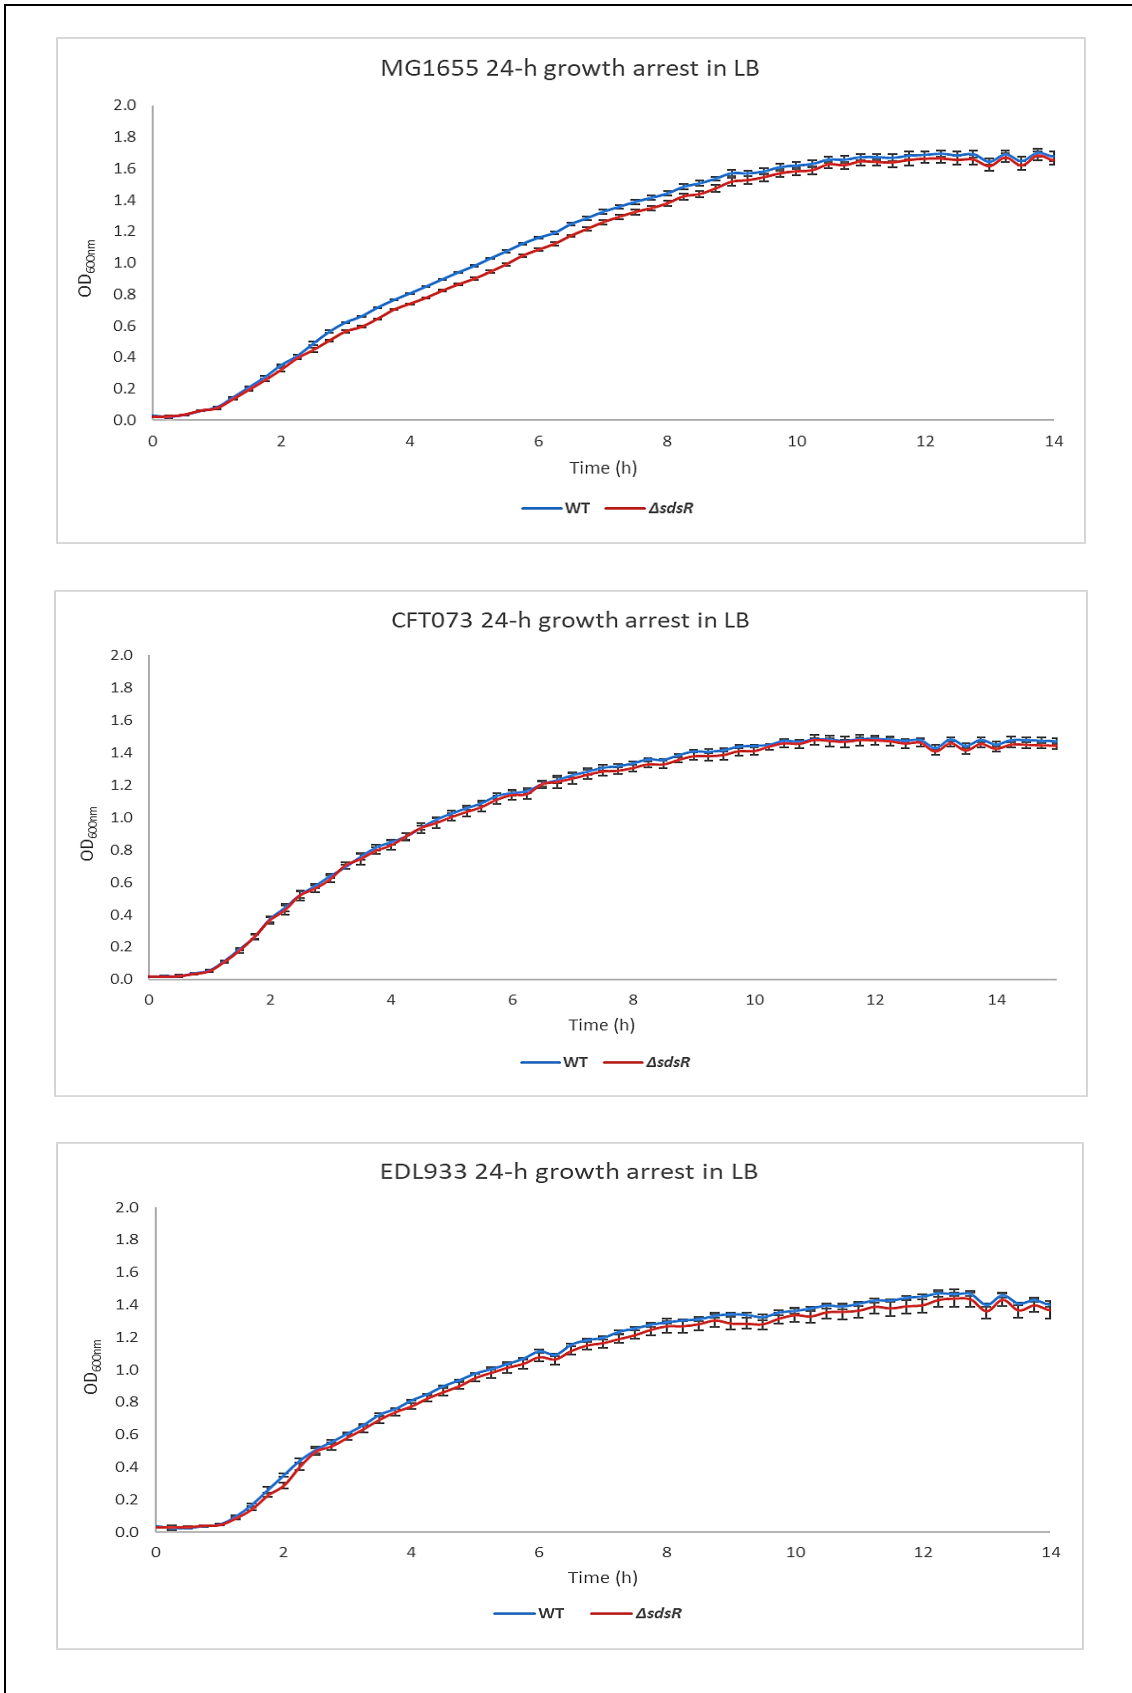 MG1655 24-h growth arrest in LB
2.0
1.8
1.6
1.4
1.2
1.0
0.8
0.6
0.4
0.2
0.0
OD600nm
0 2 4 6 8 10 12 14
Time (h)
WT ΔsdsR
CFT073 24-h growth arrest in LB
2.0
1.8
1.6
1.4
1.2
1.0
0.8
0.6
0.4
0.2
0.0
OD600nm
0 2 4 6 8 10 12 14
Time (h)
WT ΔsdsR
EDL933 24-h growth arrest in LB
2.0
1.8
1.6
1.4
1.2
1.0
0.8
0.6
0.4
0.2
0.0
OD600nm
0 2 4 6 8 10 12 14
Time (h)
WT ΔsdsR